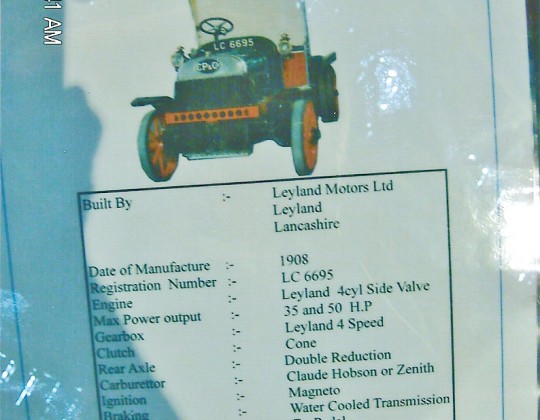 AM
LC 6695
Built By :- Leyland Motors Ltd
Leyland
Lancashire
Date of Manufacture :- 1908
Registration Number :- LC 6695
Engine :- Leyland 4cyl Side Valve
Max Power output :- 35 and 50 H.P
Gearbox :- Leyland 4 Speed
Clutch :- Cone
Rear Axle :- Double Reduction
Carburettor :- Claude Hobson or Zenith
Ignition :- Magneto
Braking :- Water Cooled Transmission